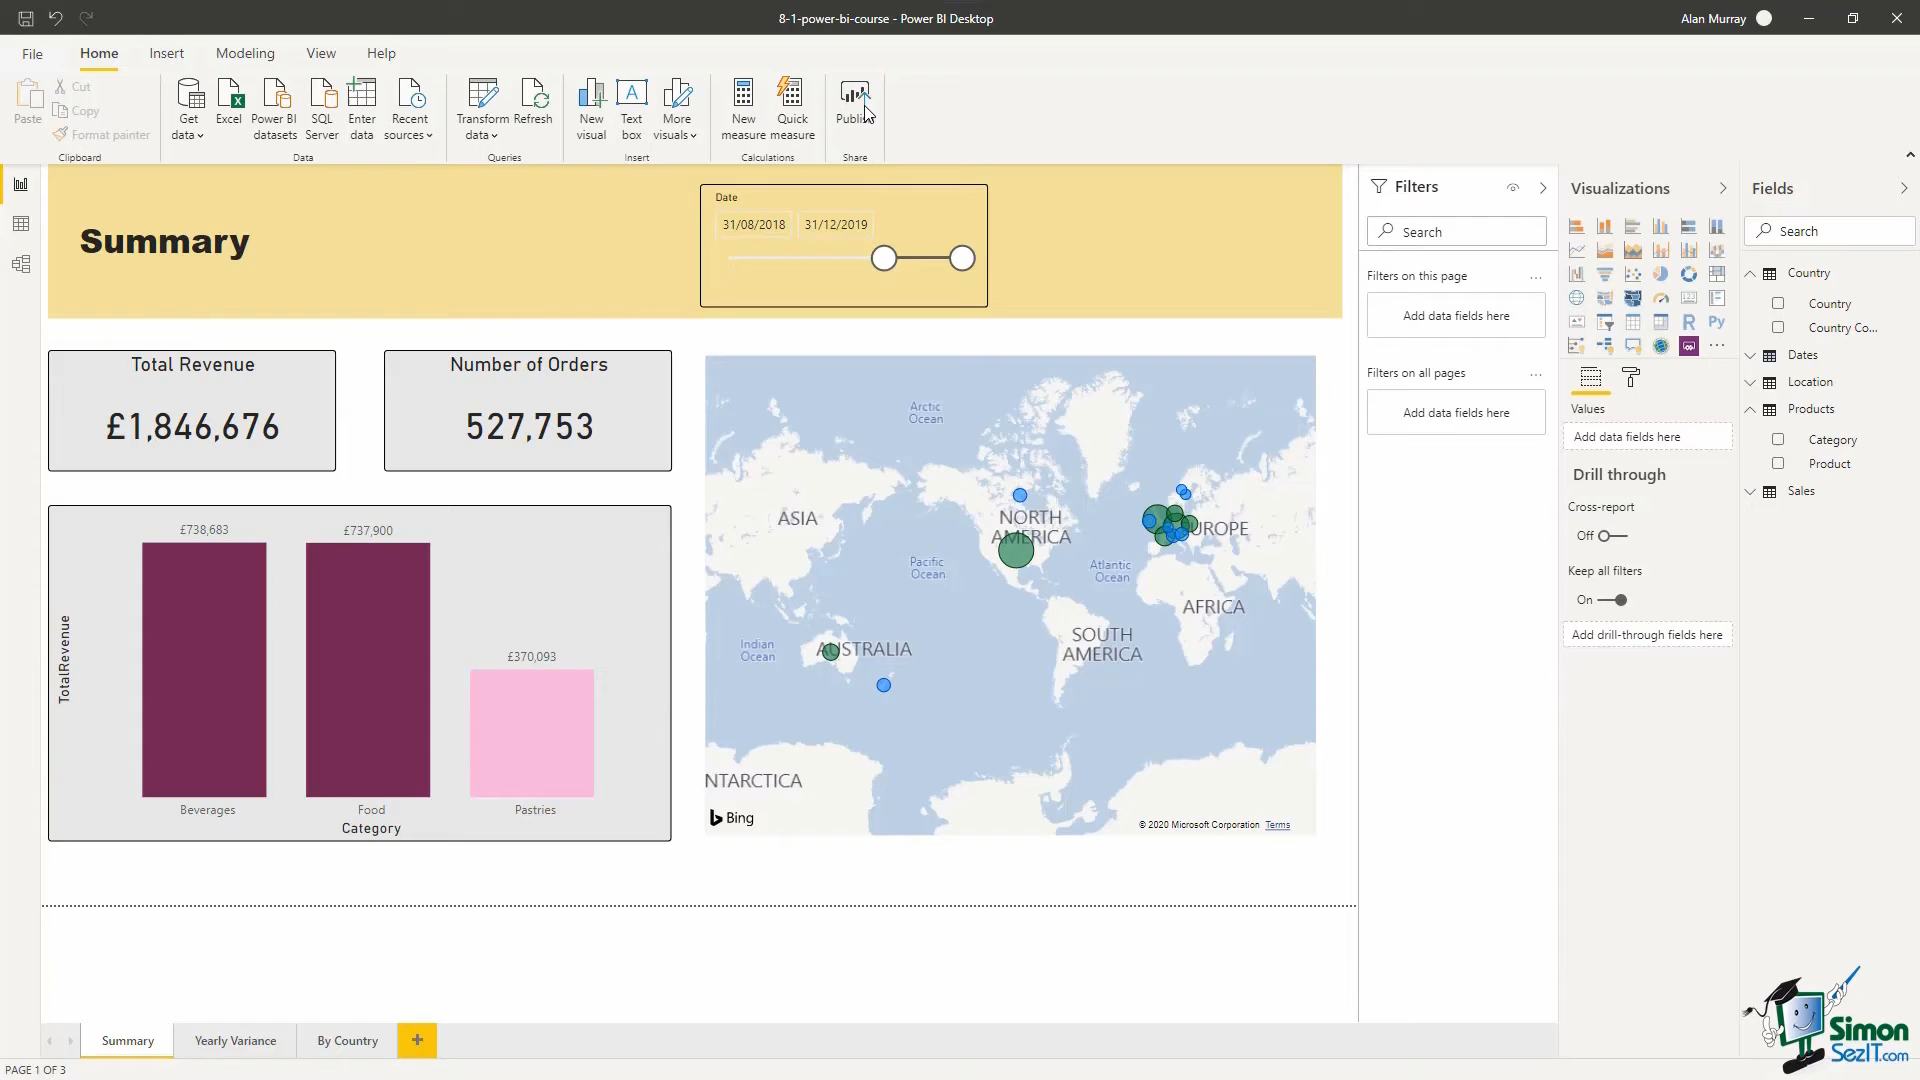 8-1-power-bi-course - Power BI Desktop
Alan Murray
File
Home
Insert
Modeling
View
Help
Paste
Cut
Copy
Format painter
Clipboard
Get
data
Excel
Power BI
datasets
SQL
Server
Enter
data
Recent
sources
Data
Transform
data
Refresh
Queries
New
visual
Text
box
More
visuals
Insert
New
measure
Quick
measure
Calculations
Publish
Share
Summary
Date
31/08/2018
31/12/2019
Total Revenue
£1,846,676
Number of Orders
527,753
£738,683
£737,900
£370,093
TotalRevenue
Beverages
Food
Pastries
Category
Arctic
Ocean
ASIA
NORTH
AMERICA
UROPE
Pacific
Ocean
Atlantic
Ocean
AFRICA
Indian
Ocean
AUSTRALIA
SOUTH
AMERICA
NTARCTICA
Bing
© 2020 Microsoft Corporation Terms
Filters
Search
Filters on this page
...
Add data fields here
Filters on all pages
...
Add data fields here
Visualizations
R
Py
...
Values
Add data fields here
Drill through
Cross-report
Off
Keep all filters
On
Add drill-through fields here
Fields
Search
Country
Country
Country Co...
Dates
Location
Products
Category
Product
Sales
Simon
SezIT.com
Summary
Yearly Variance
By Country
+
PAGE 1 OF 3